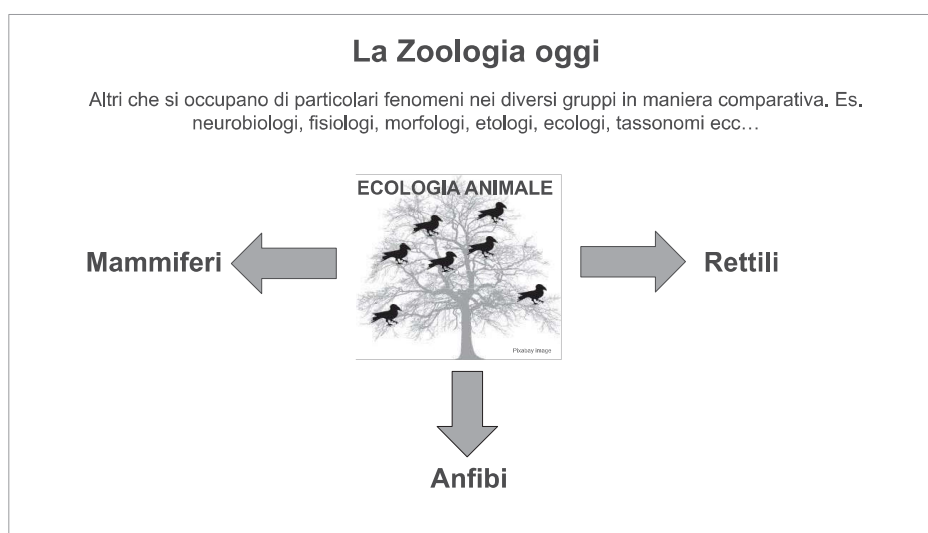 La Zoologia oggi
Altri che si occupano di particolari fenomeni nei diversi gruppi in maniera comparativa. Es.
neurobiologi, fisiologi, morfologi, etologi, ecologi, tassonomi ecc…
ECOLOGIA ANIMALE
Mammiferi
Rettili
Pixabay image
Anfibi